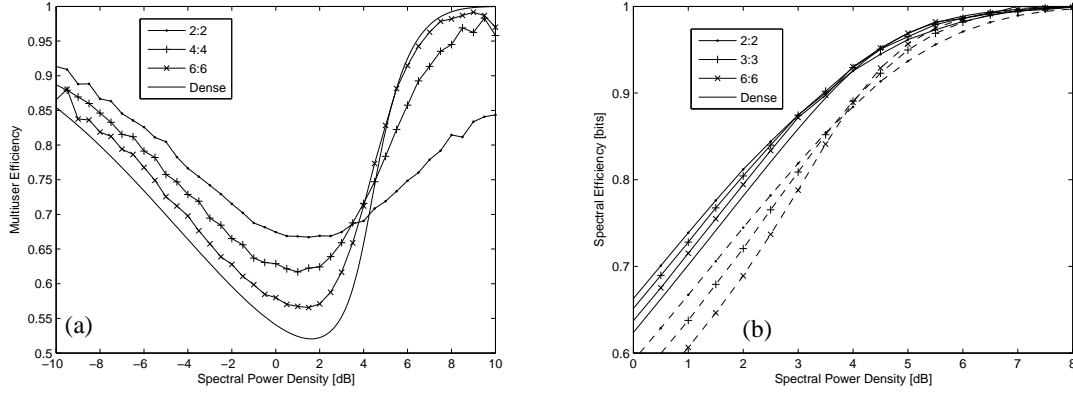 1
0.95
0.9
0.85
0.8
0.75
0.7
0.65
0.6
0.55
0.5
Multiuser Efficiency
2:2
4:4
6:6
Dense
(a)
−10 −8 −6 −4 −2 0 2 4 6 8 10
Spectral Power Density [dB]
1
0.9
0.8
0.7
0.6
Spectral Efficiency [bits]
2:2
3:3
6:6
Dense
(b)
0 1 2 3 4 5 6 7 8
Spectral Power Density [dB]